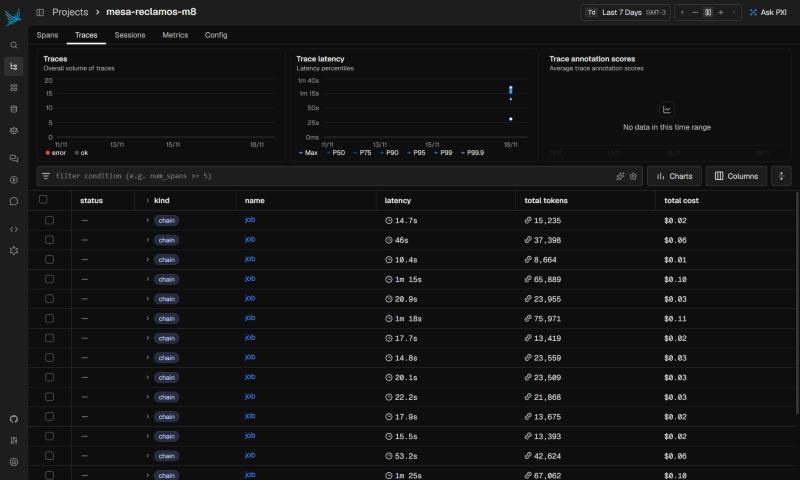 Projects > mesa-reclamos-m8
7d Last 7 Days GMT-3
Ask PXI
Spans Traces Sessions Metrics Config
Traces
Overall volume of traces
20
15
10
5
0
11/11 13/11 15/11 18/11
error ok
Trace latency
Latency percentiles
1m 40s
1m 15s
50s
25s
0ms
11/11 13/11 15/11 18/11
Max P50 P75 P90 P95 P99 P99.9
Trace annotation scores
Average trace annotation scores
No data in this time range
11/11 13/11 15/11 18/11
filter condition (e.g. num_spans >= 5)
Charts
Columns
status kind name latency total tokens total cost
— chain job 14.7s 15,235 $0.02
— chain job 46s 37,398 $0.06
— chain job 10.4s 8,664 $0.01
— chain job 1m 15s 65,889 $0.10
— chain job 20.9s 23,955 $0.03
— chain job 1m 18s 75,971 $0.11
— chain job 17.7s 13,419 $0.02
— chain job 14.8s 23,559 $0.03
— chain job 20.1s 23,509 $0.03
— chain job 22.2s 21,868 $0.03
— chain job 17.9s 13,675 $0.02
— chain job 15.5s 13,393 $0.02
— chain job 53.2s 42,624 $0.06
— chain job 1m 25s 67,062 $0.10